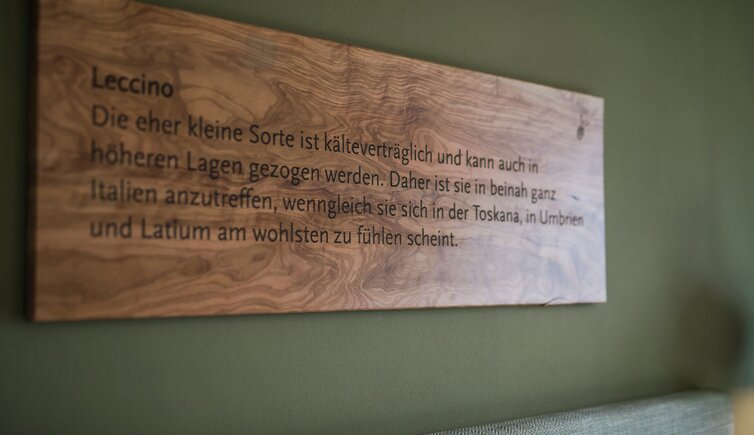 Leccino
Die eher kleine Sorte ist kälteverträglich und kann auch in
höheren Lagen gezogen werden. Daher ist sie in beinah ganz
Italien anzutreffen, wenngleich sie sich in der Toskana, in Umbrien
und Latium am wohlsten zu fühlen scheint.